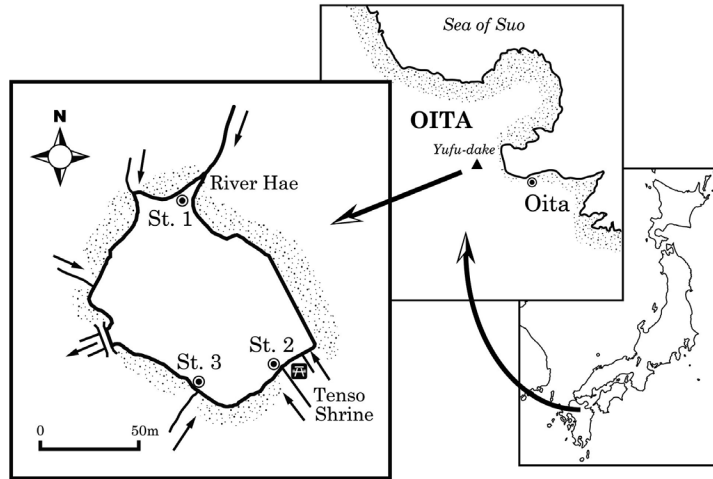 Sea of Suo
OITA
Yufu-dake
Oita
N
River Hae
St. 1
St. 3
St. 2
Tenso
Shrine
0
50m